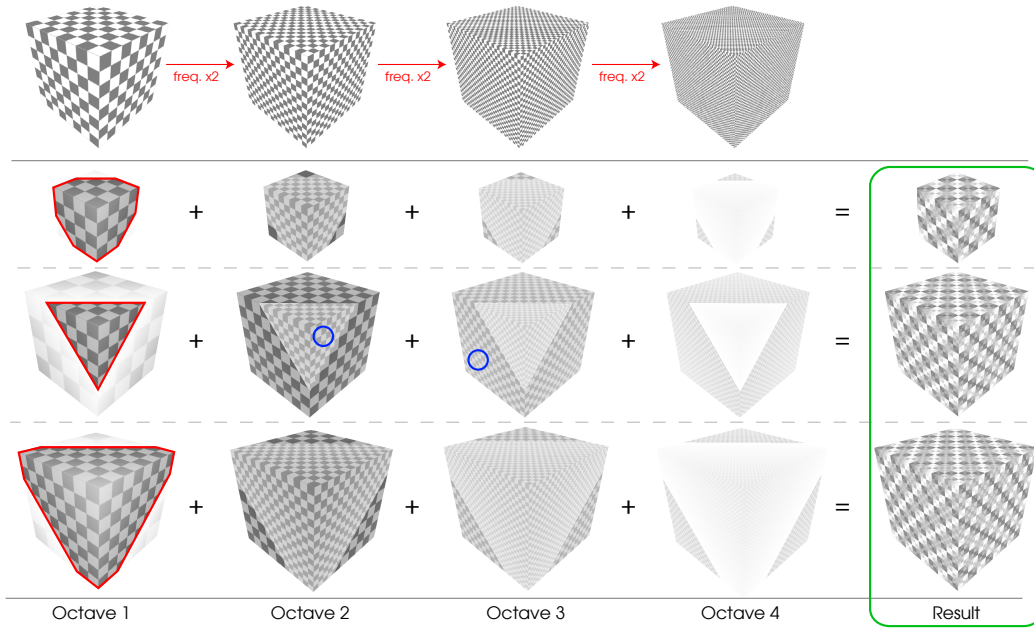 freq. x2
freq. x2
freq. x2
+ + + =
+ + + =
+ + + =
Octave 1 Octave 2 Octave 3 Octave 4 Result